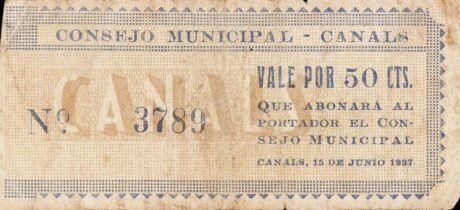 CONSEJO MUNICIPAL - CANALS
CANALS
Nº 3789
VALE POR 50 CTS.
QUE ABONARÁ AL
PORTADOR EL CON-
SEJO MUNICIPAL
CANALS, 15 DE JUNIO 1937